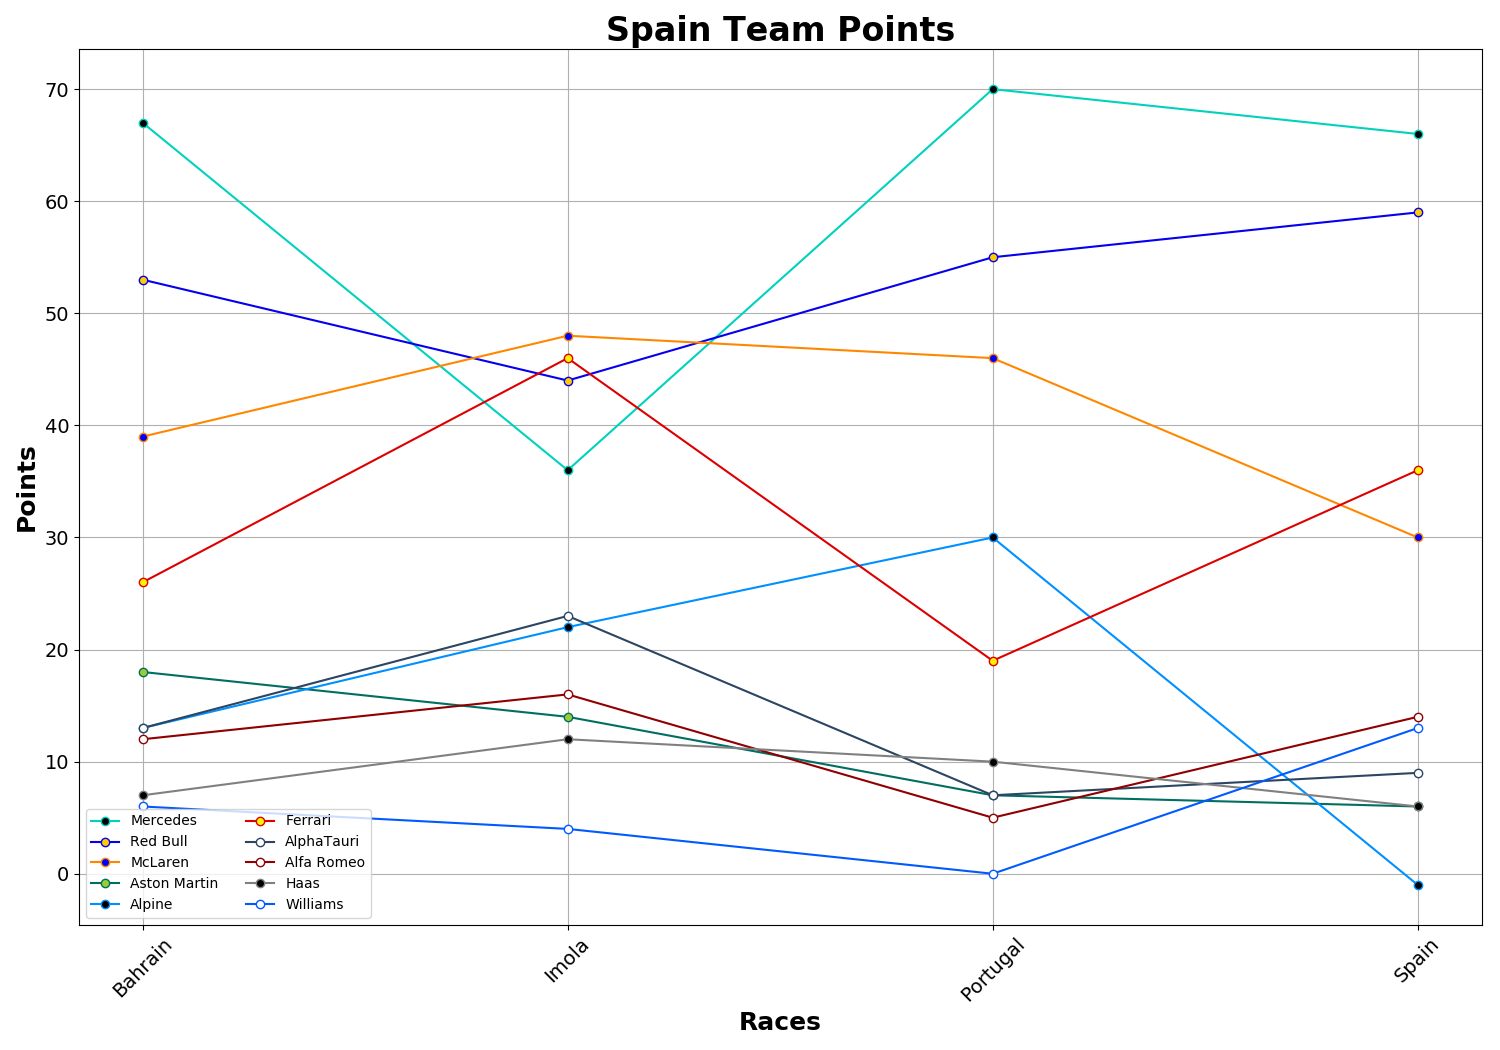 Spain Team Points
70
60
50
40
30
20
10
0
Points
Mercedes
Red Bull
McLaren
Aston Martin
Alpine
Ferrari
AlphaTauri
Alfa Romeo
Haas
Williams
Bahrain
Imola
Portugal
Spain
Races